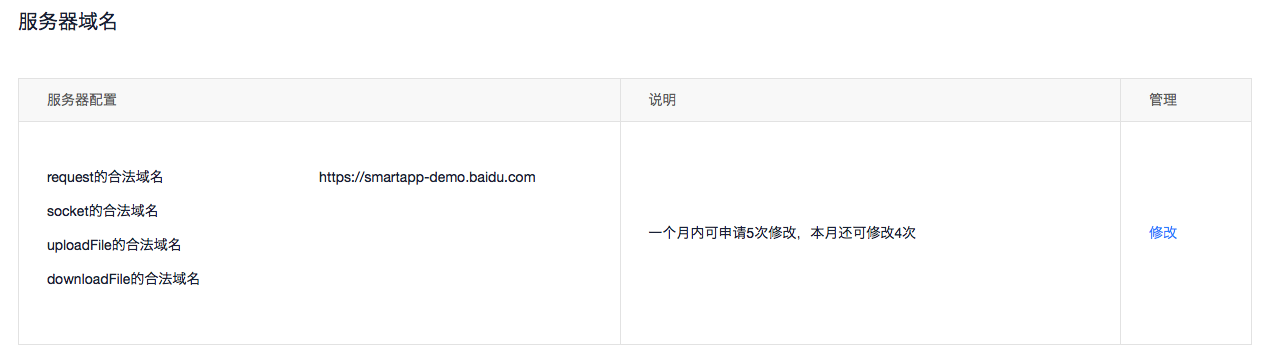 服务器域名
服务器配置 说明 管理
request的合法域名 https://smartapp-demo.baidu.com
socket的合法域名
uploadFile的合法域名
downloadFile的合法域名
一个月内可申请5次修改，本月还可修改4次
修改